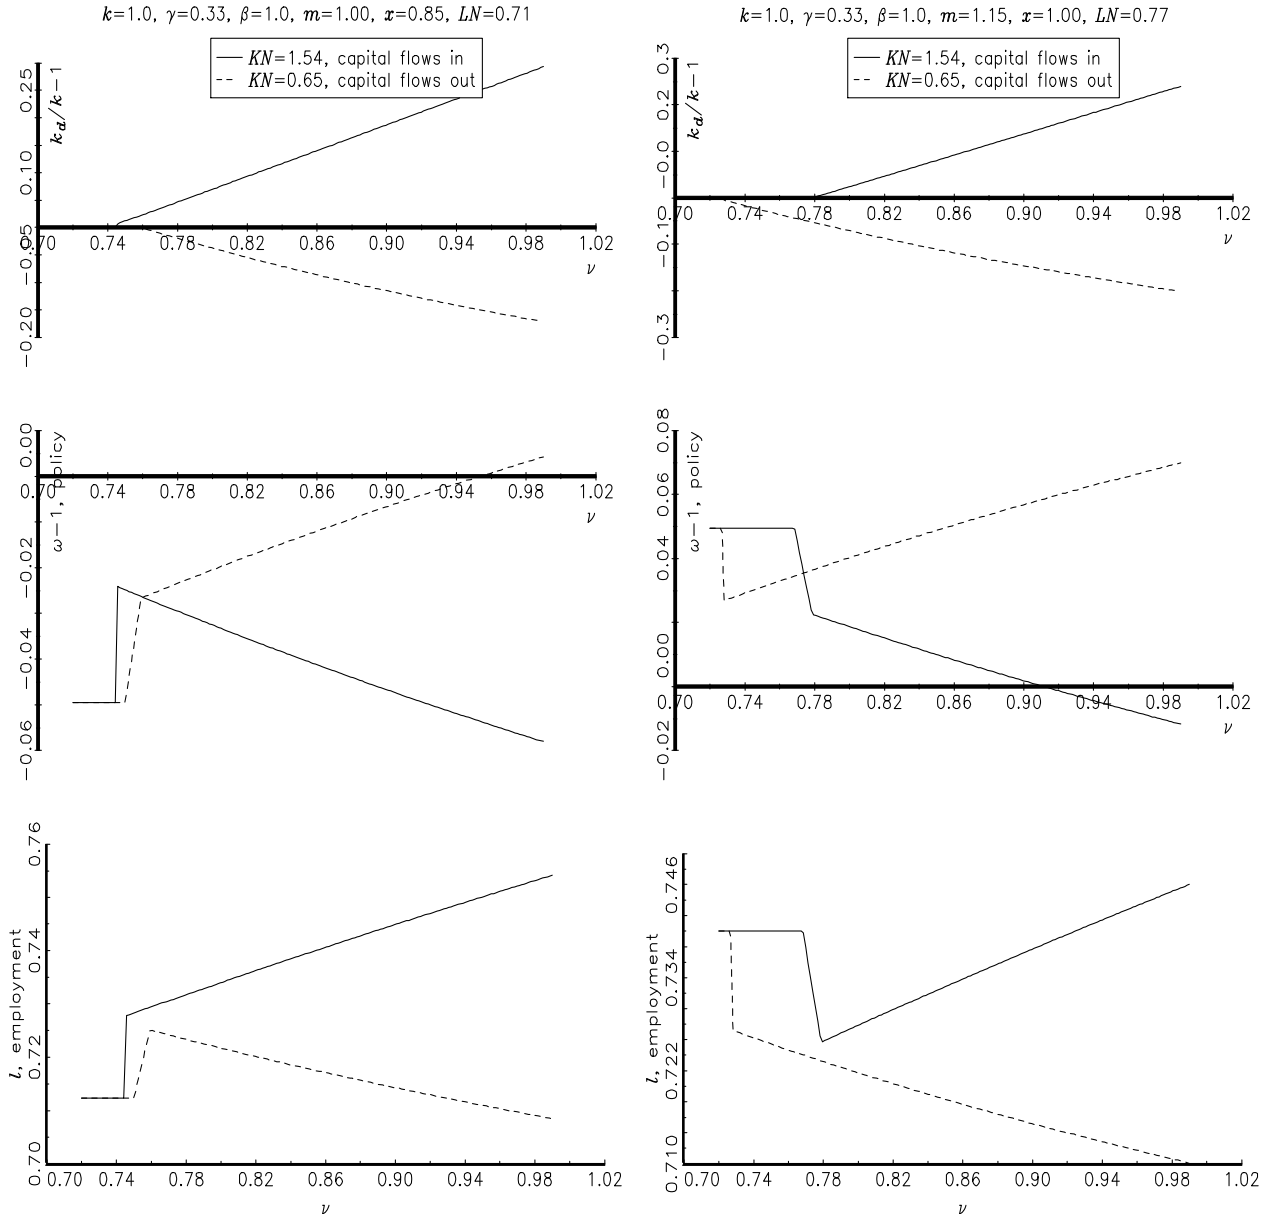 k=1.0, γ=0.33, β=1.0, m=1.00, x=0.85, LN=0.71
KN=1.54, capital flows in
KN=0.65, capital flows out
k_d/k−1
0.25
0.10
−0.05
−0.20
0.70 0.74 0.78 0.82 0.86 0.90 0.94 0.98 1.02
ν
k=1.0, γ=0.33, β=1.0, m=1.15, x=1.00, LN=0.77
KN=1.54, capital flows in
KN=0.65, capital flows out
k_d/k−1
0.3
0.2
−0.0
−0.1
−0.3
0.70 0.74 0.78 0.82 0.86 0.90 0.94 0.98 1.02
ν
ω−1, policy
0.00
−0.02
−0.04
−0.06
0.70 0.74 0.78 0.82 0.86 0.90 0.94 0.98 1.02
ν
ω−1, policy
0.08
0.06
0.04
0.00
−0.02
0.70 0.74 0.78 0.82 0.86 0.90 0.94 0.98 1.02
ν
l, employment
0.76
0.74
0.72
0.70
0.70 0.74 0.78 0.82 0.86 0.90 0.94 0.98 1.02
ν
l, employment
0.746
0.734
0.722
0.710
0.70 0.74 0.78 0.82 0.86 0.90 0.94 0.98 1.02
ν